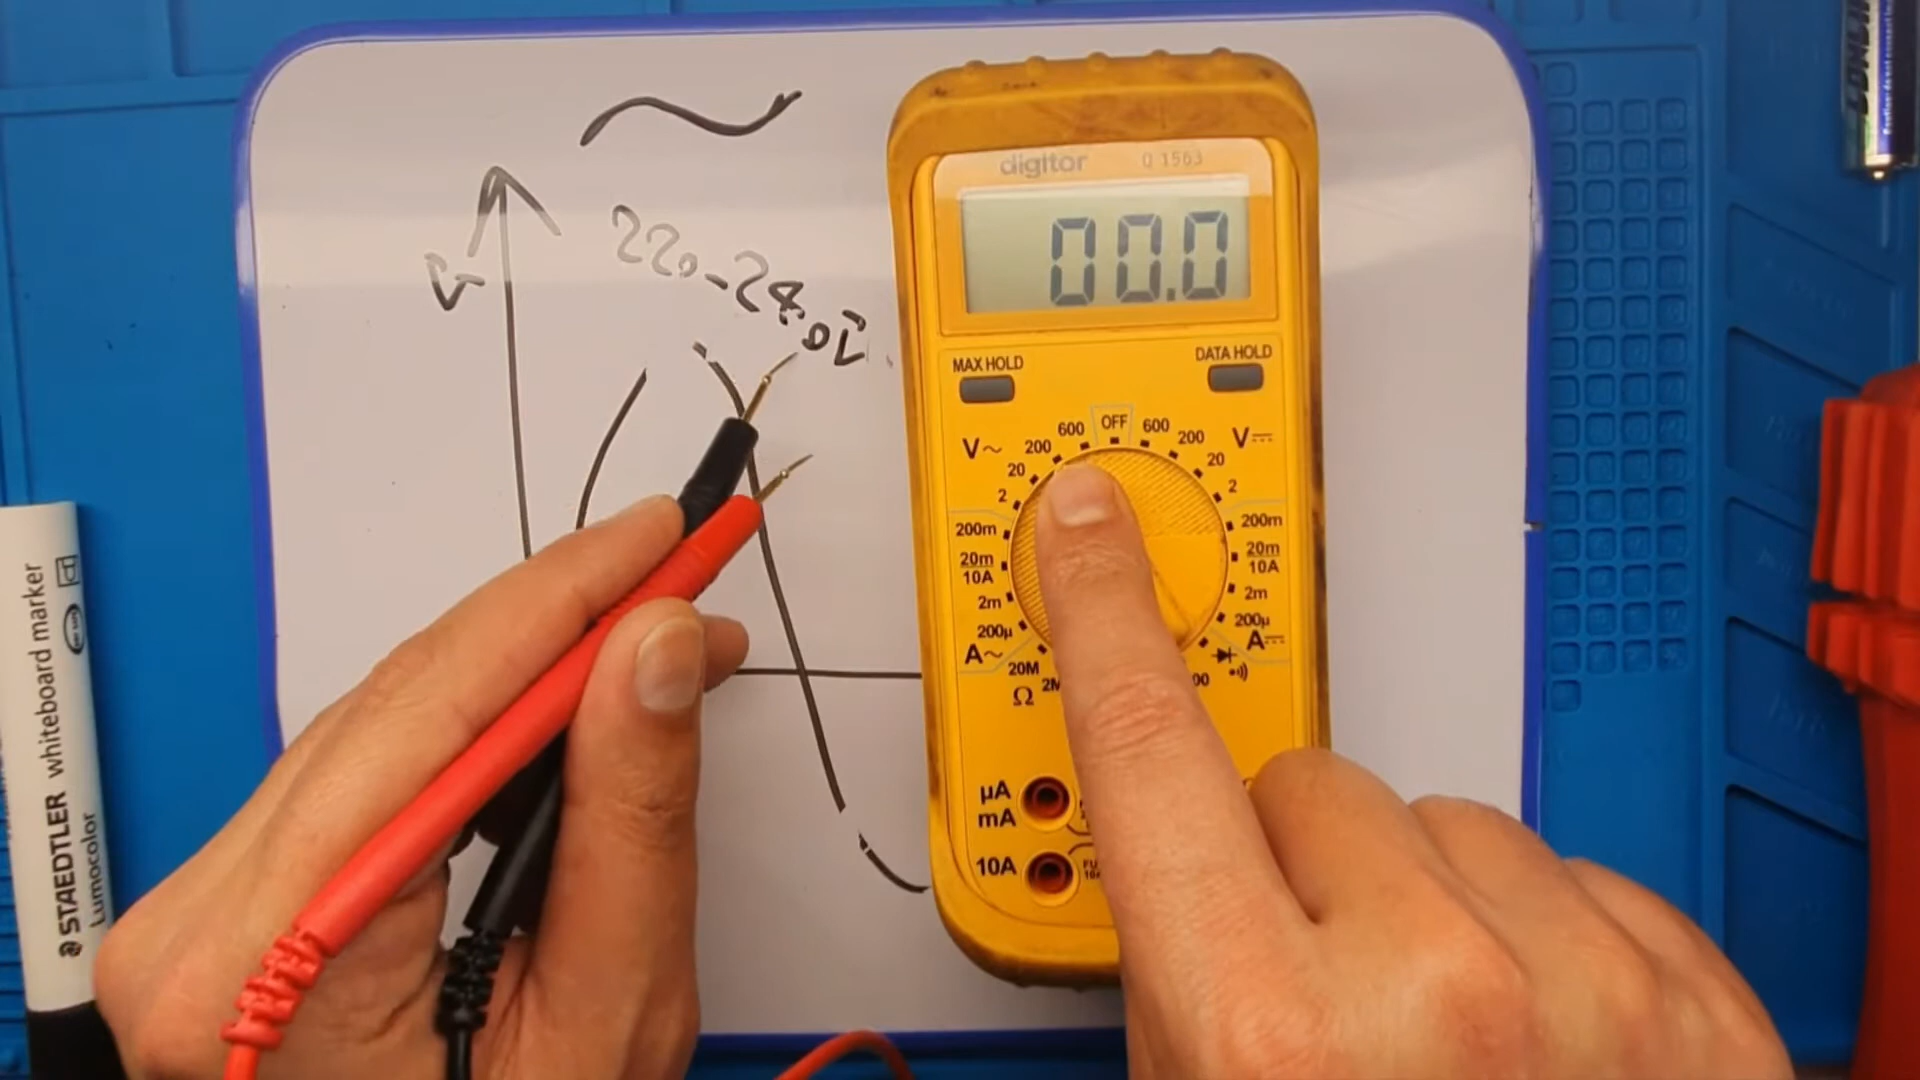 V
220-240V
digitor
Q 1563
00.0
MAX HOLD
DATA HOLD
OFF
V~ 2 20 200 600
600 200 20 2 200m V
200m
20m
10A
2m
200µ
A~
20m
10A
2m
200µ
A
20M
Ω
00
µA
mA
10A
STAEDTLER whiteboard marker
Lumocolor